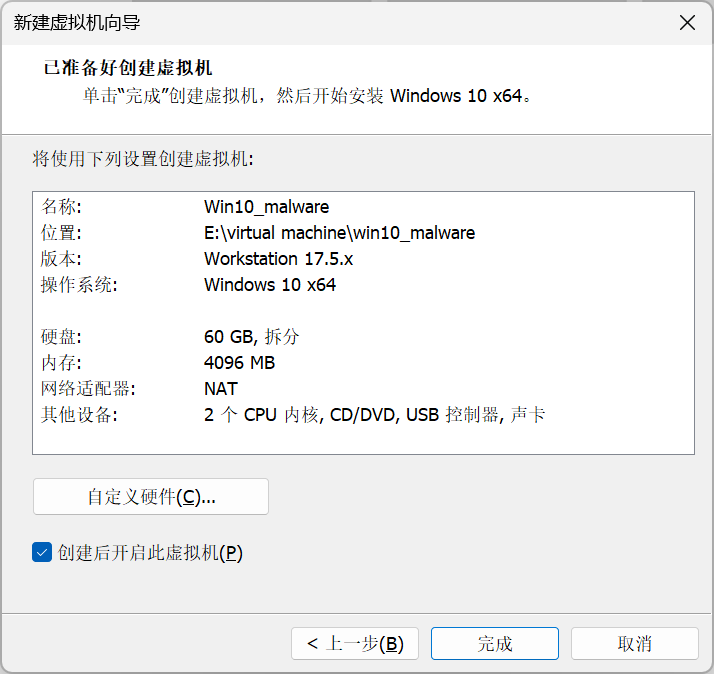 新建虚拟机向导
已准备好创建虚拟机
单击“完成”创建虚拟机，然后开始安装 Windows 10 x64。
将使用下列设置创建虚拟机:
名称: Win10_malware
位置: E:\virtual machine\win10_malware
版本: Workstation 17.5.x
操作系统: Windows 10 x64
硬盘: 60 GB, 拆分
内存: 4096 MB
网络适配器: NAT
其他设备: 2 个 CPU 内核, CD/DVD, USB 控制器, 声卡
自定义硬件(C)...
创建后开启此虚拟机(P)
< 上一步(B) 完成 取消